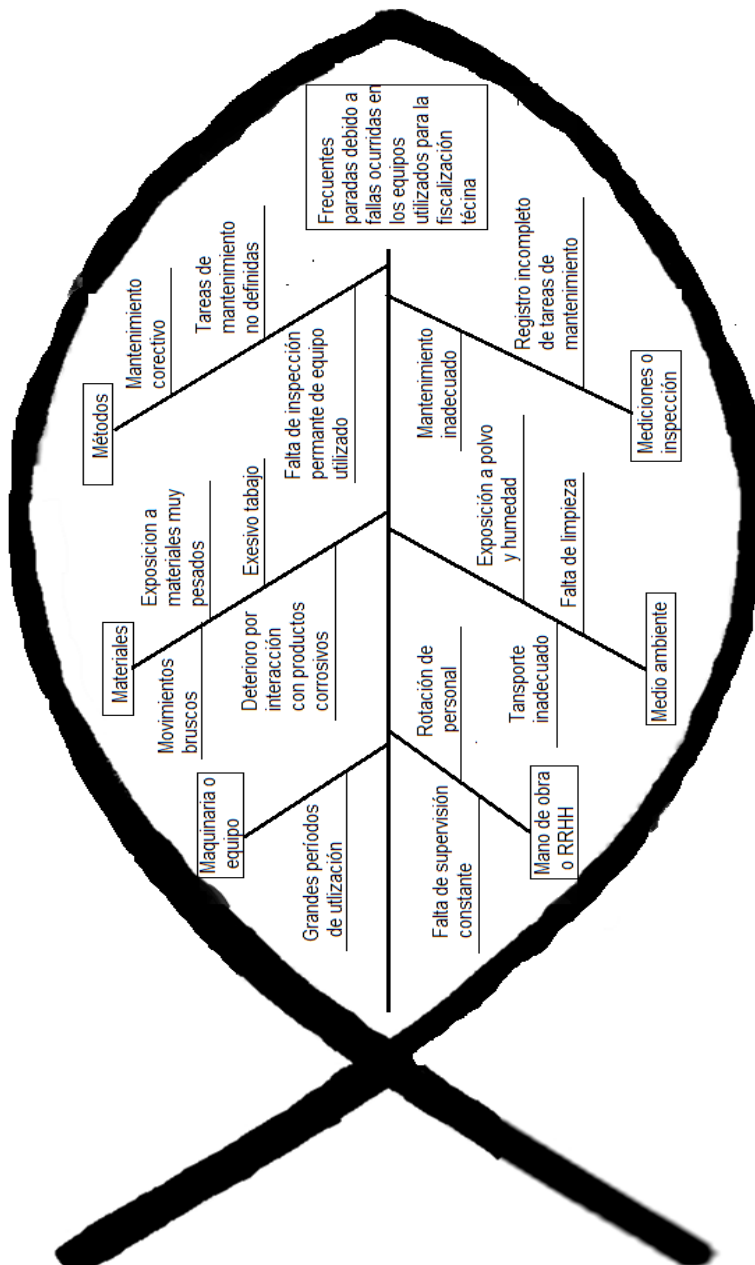 Maquinaria o
equipo
Grandes períodos
de utlización
Materiales
Movimientos
bruscos
Exposicion a
materiales muy
pesados
Exesivo tabajo
Deterioro por
interacción
con productos
corrosivos
Métodos
Mantenimiento
corectivo
Tareas de
mantenimiento
no definidas
Falta de inspección
permante de equipo
utilizado
Frecuentes
paradas debido a
fallas ocurridas en
los equipos
utilizados para la
fiscalización
técina
Rotación de
personal
Falta de supervisión
constante
Mano de obra
o RRHH
Exposición a polvo
y humedad
Transporte
inadecuado
Falta de limpieza
Medio ambiente
Mantenimiento
inadecuado
Registro incompleto
de tareas de
mantenimiento
Mediciones o
inspección